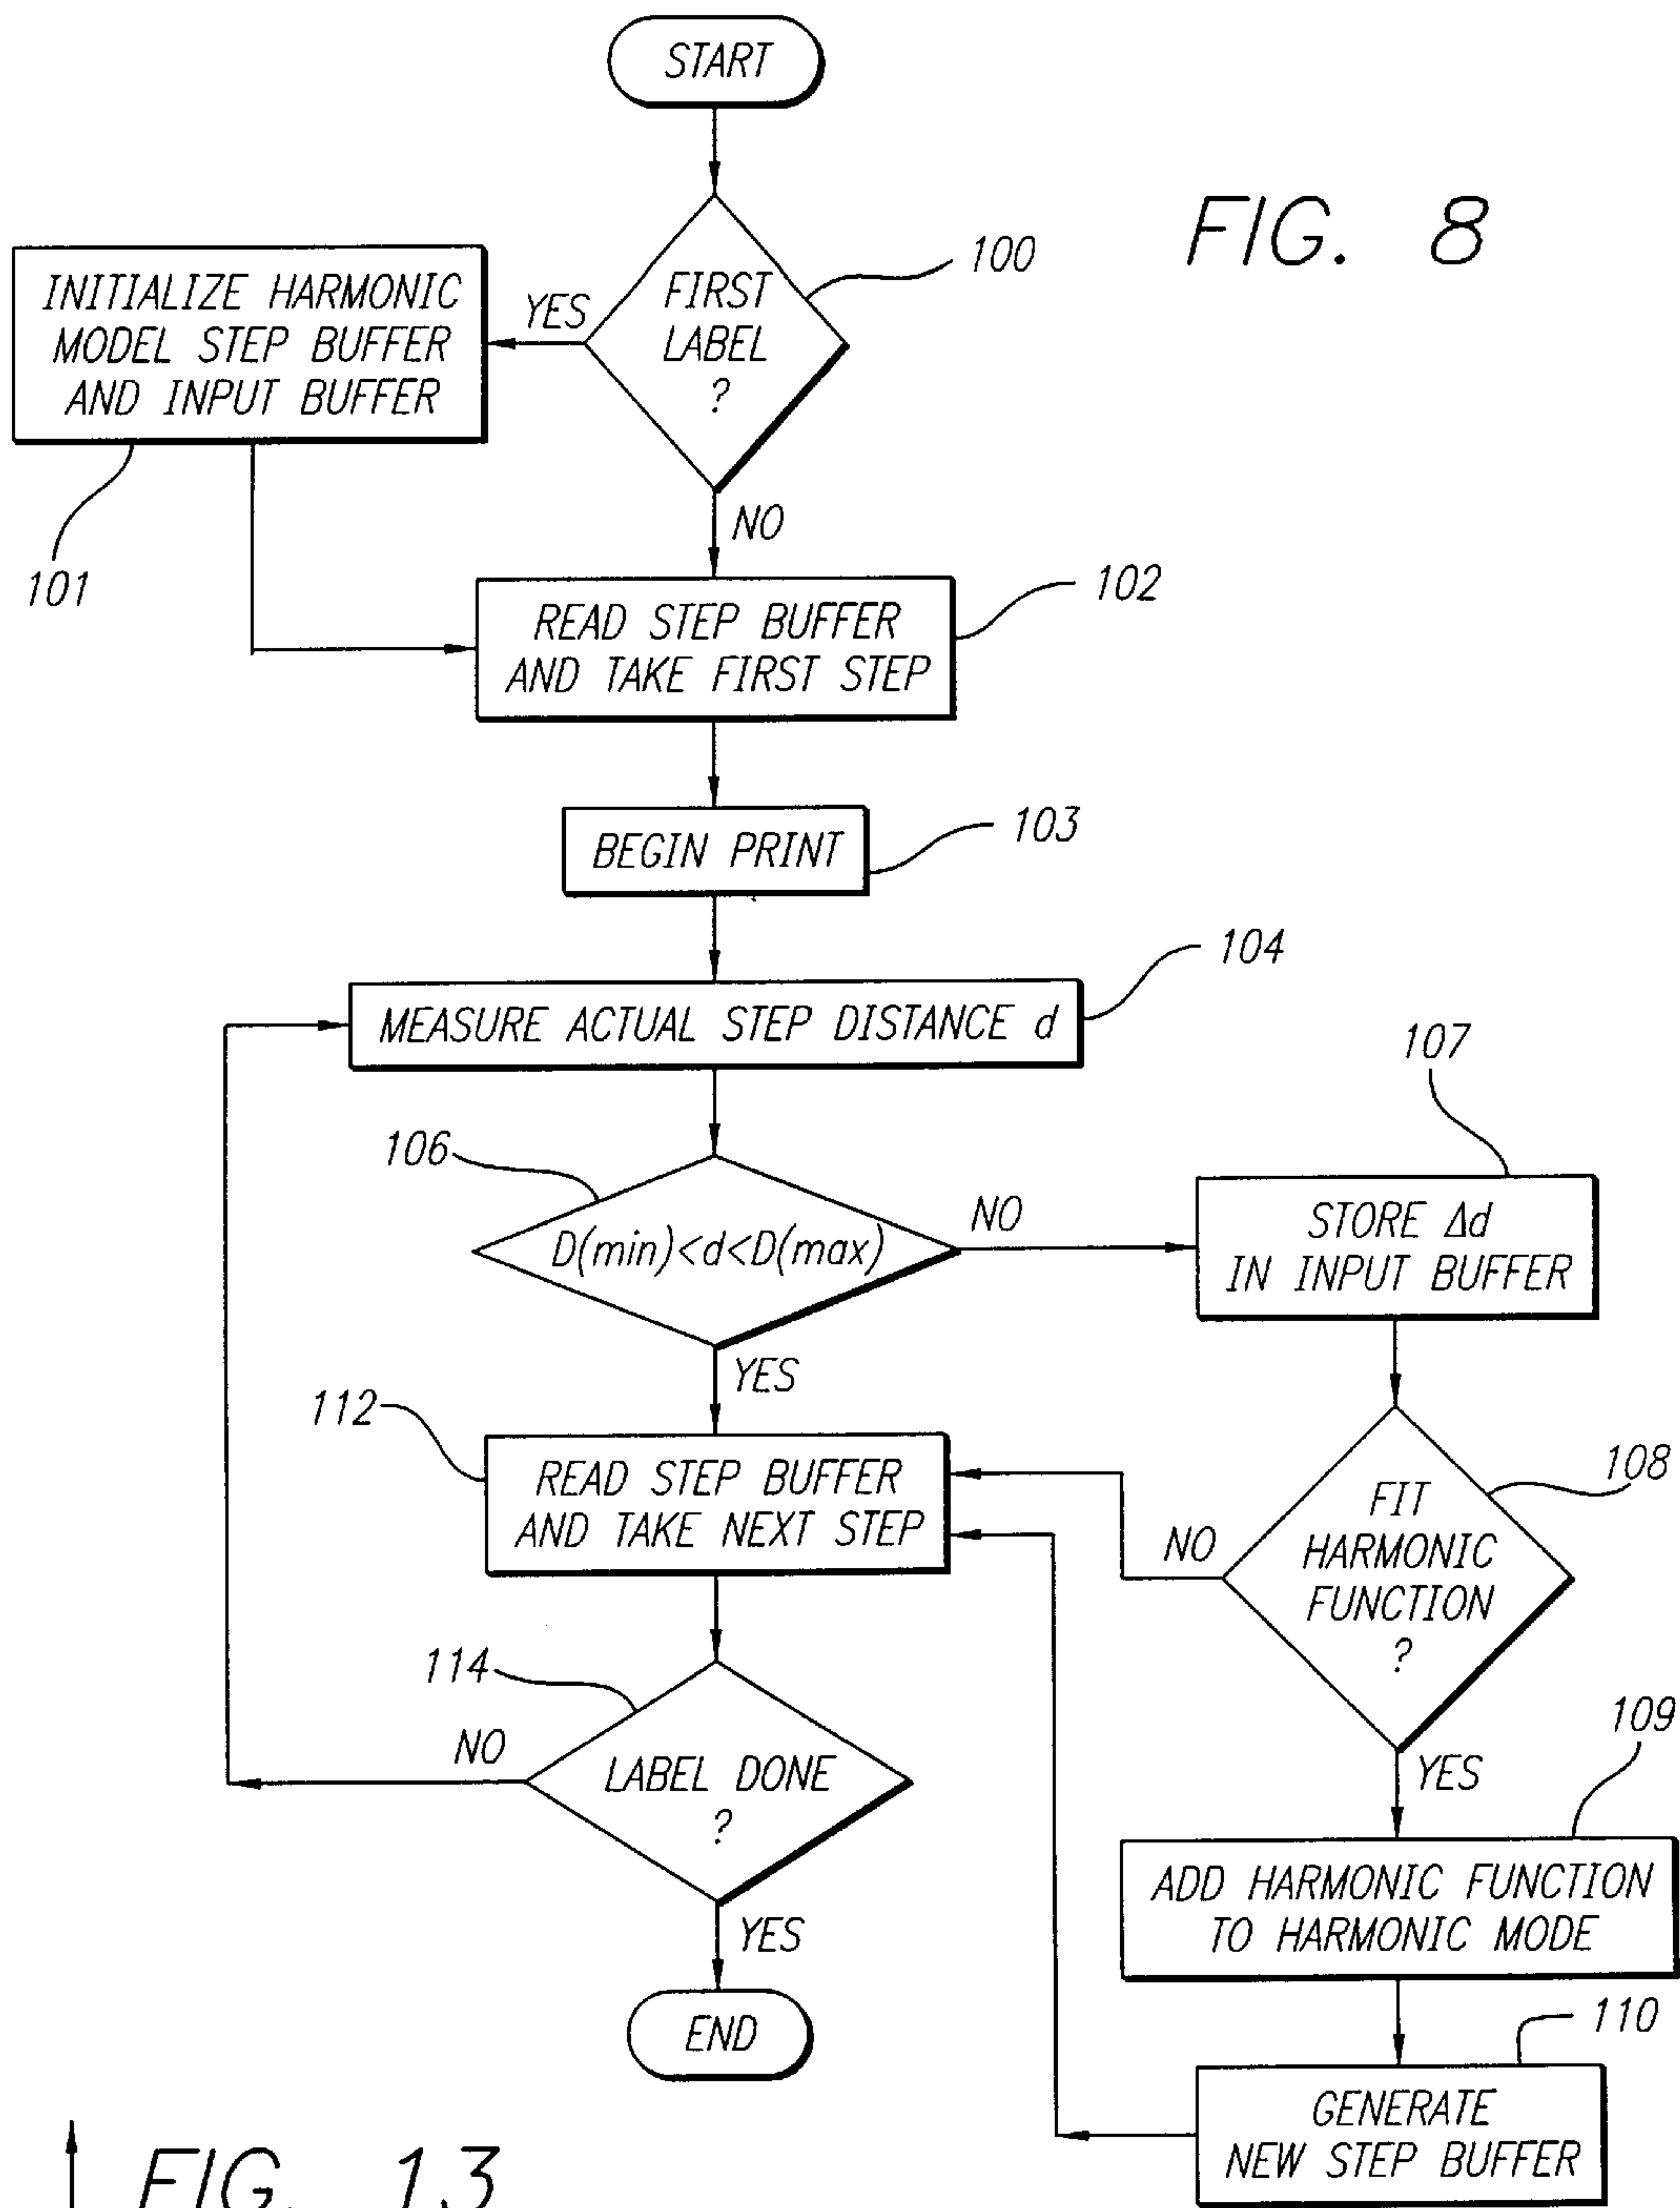 START
FIG. 8
100
FIRST
LABEL
?
YES
INITIALIZE HARMONIC
MODEL STEP BUFFER
AND INPUT BUFFER
101
NO
102
READ STEP BUFFER
AND TAKE FIRST STEP
103
BEGIN PRINT
104
MEASURE ACTUAL STEP DISTANCE d
106
D(min)<d<D(max)
NO
107
STORE Δd
IN INPUT BUFFER
YES
112
READ STEP BUFFER
AND TAKE NEXT STEP
108
FIT
HARMONIC
FUNCTION
?
NO
114
LABEL DONE
?
NO
YES
109
ADD HARMONIC FUNCTION
TO HARMONIC MODE
YES
END
110
GENERATE
NEW STEP BUFFER
FIG. 13